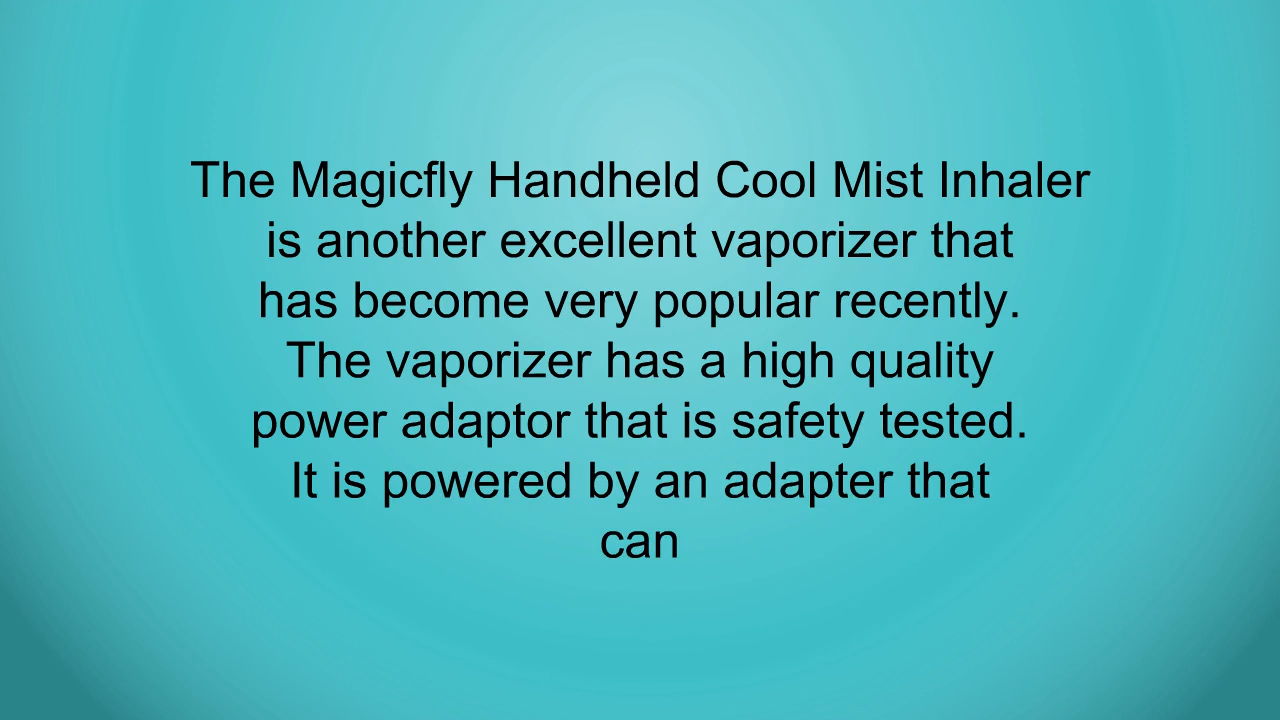 The Magicfly Handheld Cool Mist Inhaler
is another excellent vaporizer that
has become very popular recently.
The vaporizer has a high quality
power adaptor that is safety tested.
It is powered by an adapter that
can